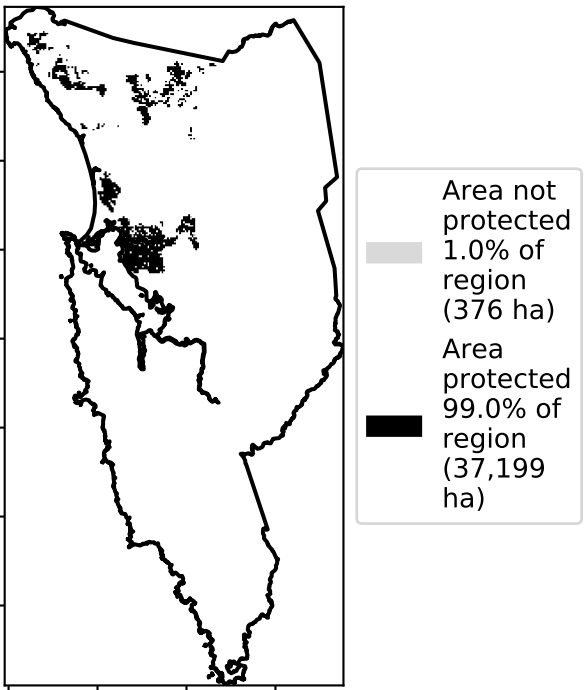 Area not
protected
1.0% of
region
(376 ha)
Area
protected
99.0% of
region
(37,199
ha)